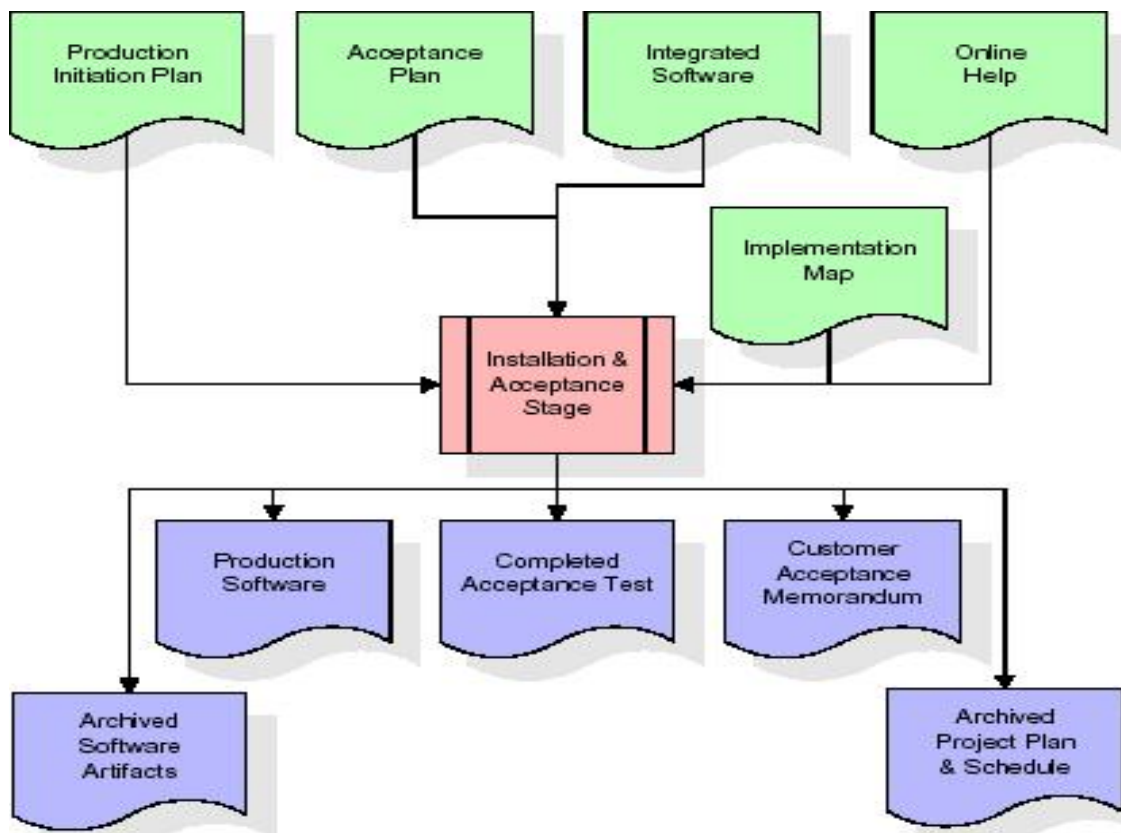 Production
Initiation Plan
Acceptance
Plan
Integrated
Software
Online
Help
Implementation
Map
Installation &
Acceptance
Stage
Production
Software
Completed
Acceptance Test
Customer
Acceptance
Memorandum
Archived
Software
Artifacts
Archived
Project Plan
& Schedule